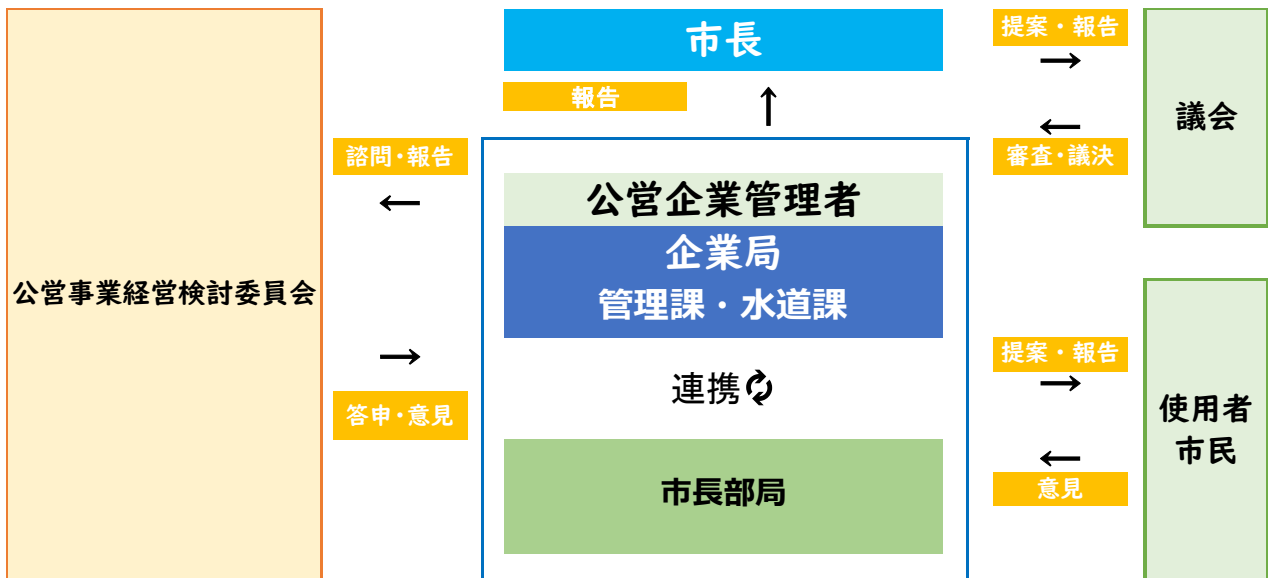 市長
報告
提案・報告
審査・議決
議会
諮問・報告
公営事業経営検討委員会
答申・意見
公営企業管理者
企業局
管理課・水道課
連携
市長部局
提案・報告
意見
使用者
市民